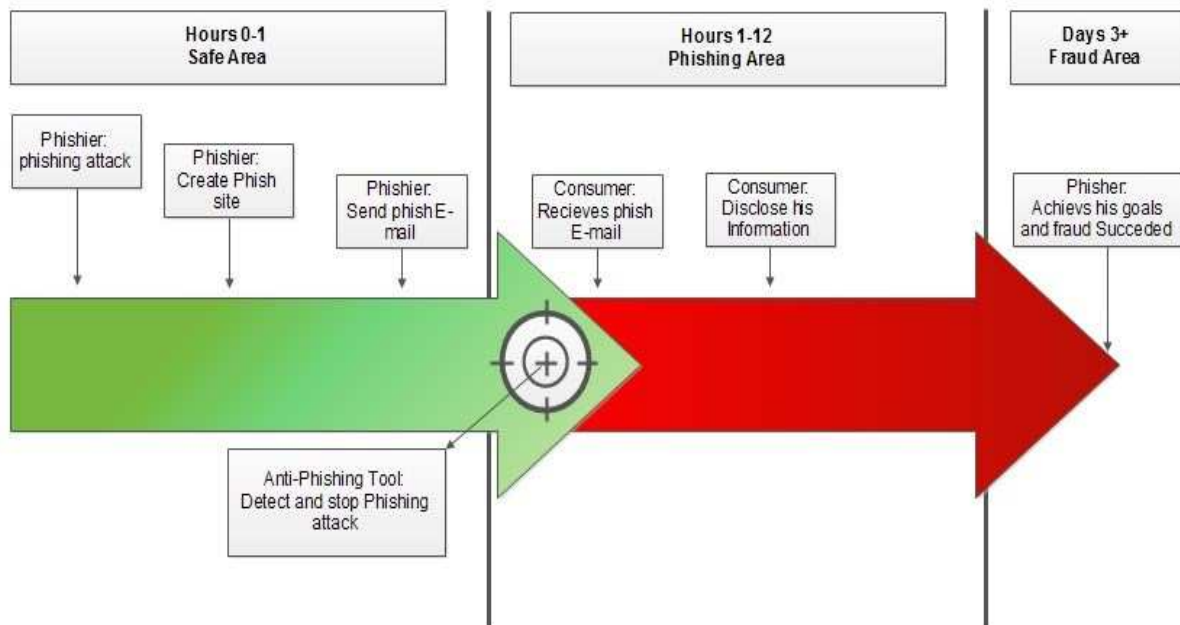 Hours 0-1
Safe Area
Hours 1-12
Phishing Area
Days 3+
Fraud Area
Phishier:
phishing attack
Phishier:
Create Phish
site
Phishier:
Send phish E-
mail
Consumer:
Recieves phish
E-mail
Consumer:
Disclose his
Information
Phisher:
Achievs his goals
and fraud Succeded
Anti-Phishing Tool:
Detect and stop Phishing
attack